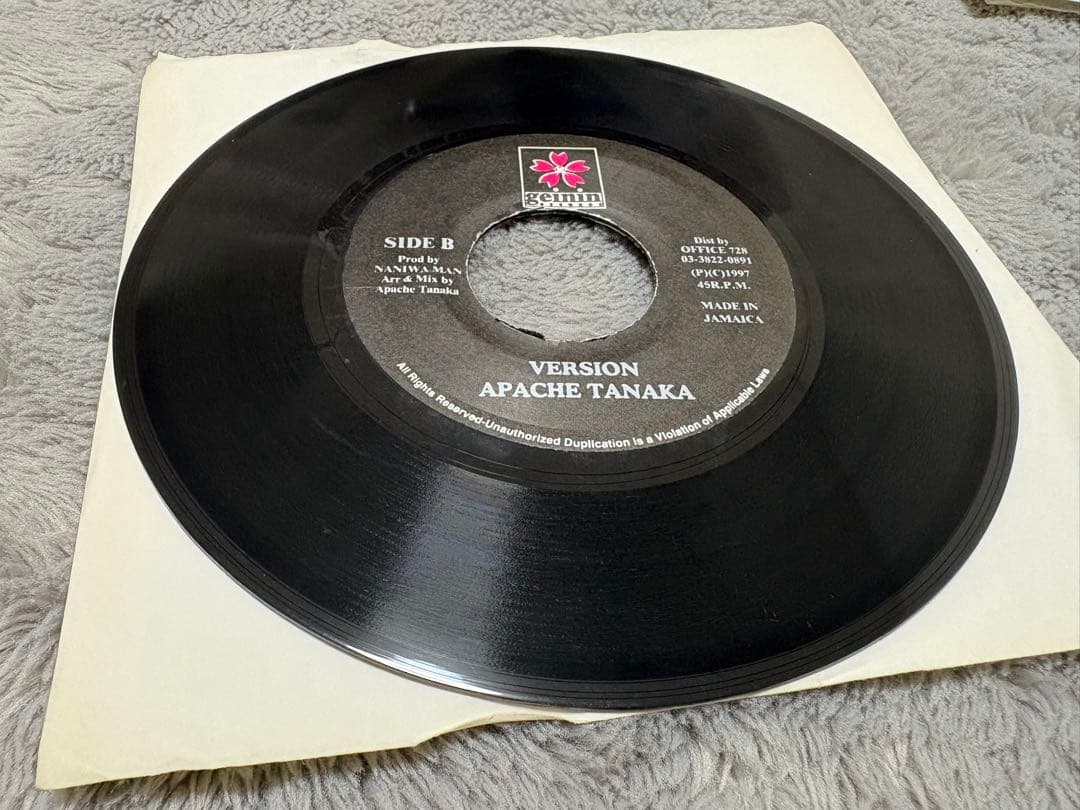 geinin
SIDE B
Prod by
NANIWA-MAN
Arr & Mix by
Apache Tanaka
Dist by
OFFICE 728
03-3822-0891
(P)(C)1997
45R.P.M.
MADE IN
JAMAICA
VERSION
APACHE TANAKA
All Rights Reserved-Unauthorized Duplication is a Violation of Applicable Laws